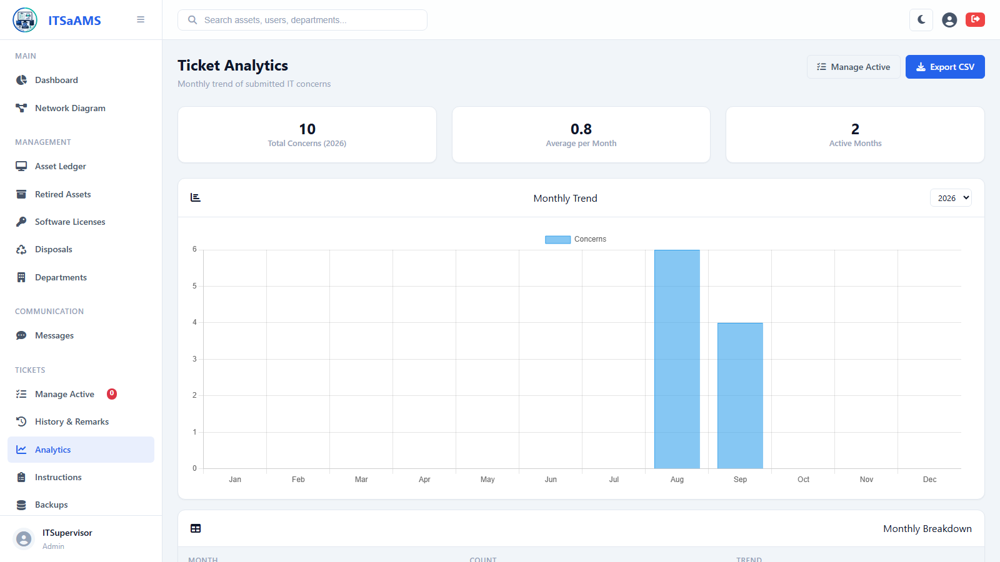 ITSaAMS
Search assets, users, departments...
MAIN
Dashboard
Network Diagram
MANAGEMENT
Asset Ledger
Retired Assets
Software Licenses
Disposals
Departments
COMMUNICATION
Messages
TICKETS
Manage Active 0
History & Remarks
Analytics
Instructions
Backups
ITSupervisor
Admin
Ticket Analytics
Monthly trend of submitted IT concerns
Manage Active
Export CSV
10
Total Concerns (2026)
0.8
Average per Month
2
Active Months
Monthly Trend
2026
Concerns
6
5
4
3
2
1
0
Jan Feb Mar Apr May Jun Jul Aug Sep Oct Nov Dec
Monthly Breakdown
MONTH COUNT TREND